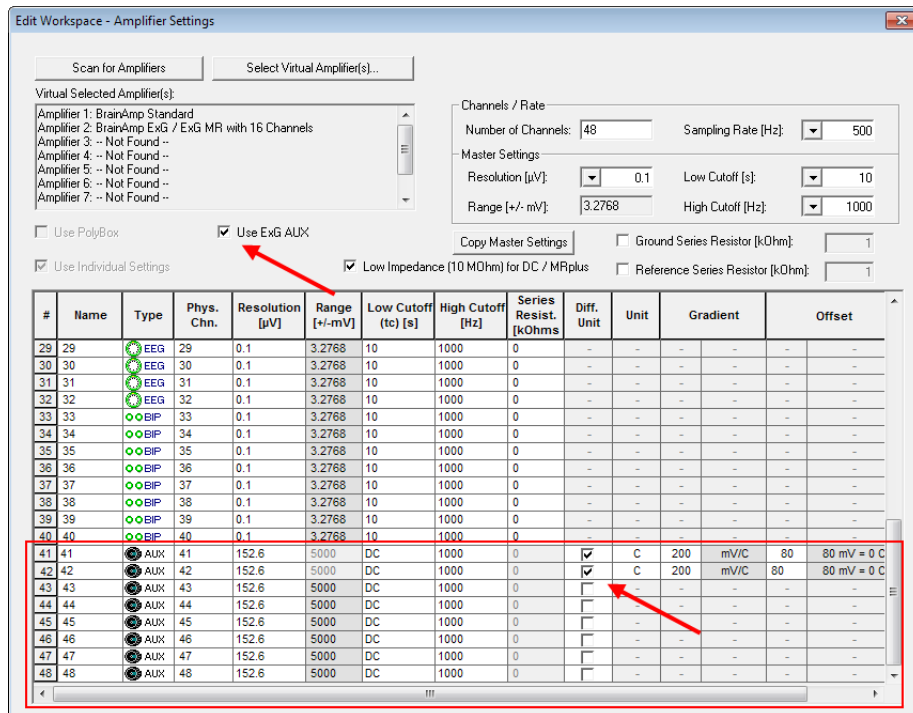 Edit Workspace - Amplifier Settings
Scan for Amplifiers
Select Virtual Amplifier(s)...
Virtual Selected Amplifier(s):
Amplifier 1: BrainAmp Standard
Amplifier 2: BrainAmp ExG / ExG MR with 16 Channels
Amplifier 3: -- Not Found --
Amplifier 4: -- Not Found --
Amplifier 5: -- Not Found --
Amplifier 6: -- Not Found --
Amplifier 7: -- Not Found --
Channels / Rate
Number of Channels: 48 Sampling Rate [Hz]: 500
Master Settings
Resolution [µV]: 0.1 Low Cutoff [s]: 10
Range [+/- mV]: 3.2768 High Cutoff [Hz]: 1000
Use PolyBox Use ExG AUX
Copy Master Settings Ground Series Resistor [kOhm]: 1
Use Individual Settings Low Impedance (10 MOhm) for DC / MRplus Reference Series Resistor [kOhm]: 1
# Name Type Phys. Chn. Resolution [µV] Range [+/-mV] Low Cutoff (tc) [s] High Cutoff [Hz] Series Resist. [kOhms Diff. Unit Unit Gradient Offset
29 29 EEG 29 0.1 3.2768 10 1000 0 - - - - - -
30 30 EEG 30 0.1 3.2768 10 1000 0 - - - - - -
31 31 EEG 31 0.1 3.2768 10 1000 0 - - - - - -
32 32 EEG 32 0.1 3.2768 10 1000 0 - - - - - -
33 33 BIP 33 0.1 3.2768 10 1000 0 - - - - - -
34 34 BIP 34 0.1 3.2768 10 1000 0 - - - - - -
35 35 BIP 35 0.1 3.2768 10 1000 0 - - - - - -
36 36 BIP 36 0.1 3.2768 10 1000 0 - - - - - -
37 37 BIP 37 0.1 3.2768 10 1000 0 - - - - - -
38 38 BIP 38 0.1 3.2768 10 1000 0 - - - - - -
39 39 BIP 39 0.1 3.2768 10 1000 0 - - - - - -
40 40 BIP 40 0.1 3.2768 10 1000 0 - - - - - -
41 41 AUX 41 152.6 5000 DC 1000 0 C 200 mV/C 80 80 mV = 0 C
42 42 AUX 42 152.6 5000 DC 1000 0 C 200 mV/C 80 80 mV = 0 C
43 43 AUX 43 152.6 5000 DC 1000 0 - - - - -
44 44 AUX 44 152.6 5000 DC 1000 0 - - - - -
45 45 AUX 45 152.6 5000 DC 1000 0 - - - - -
46 46 AUX 46 152.6 5000 DC 1000 0 - - - - -
47 47 AUX 47 152.6 5000 DC 1000 0 - - - - -
48 48 AUX 48 152.6 5000 DC 1000 0 - - - - -